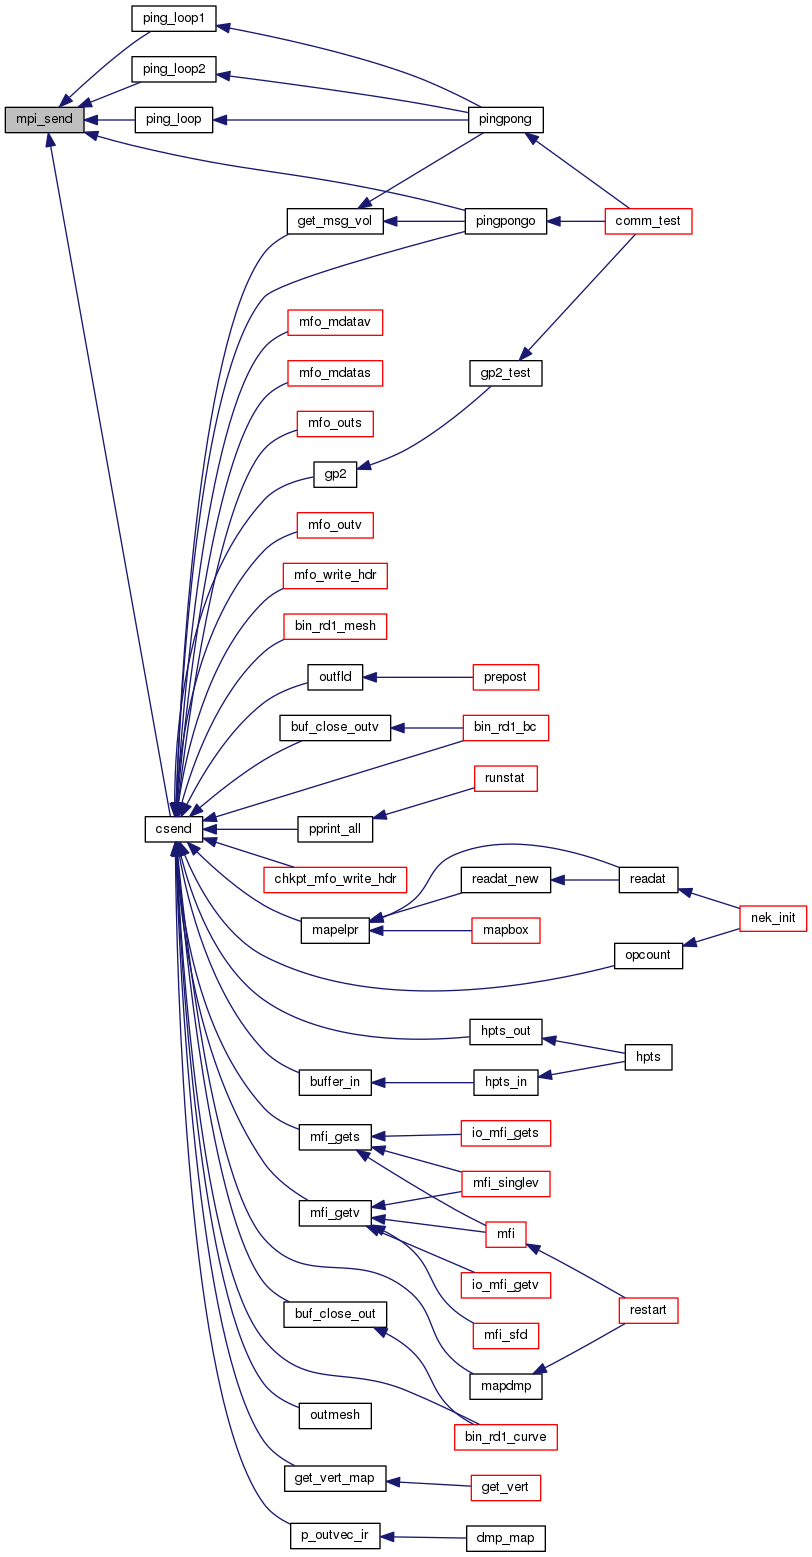 ping_loop1
ping_loop2
mpi_send
ping_loop
pingpong
get_msg_vol
pingpongo
comm_test
mfo_mdatav
mfo_mdatas
gp2_test
mfo_outs
gp2
mfo_outv
mfo_write_hdr
bin_rd1_mesh
outfld
prepost
buf_close_outv
bin_rd1_bc
runstat
csend
pprint_all
chkpt_mfo_write_hdr
readat_new
readat
nek_init
mapelpr
mapbox
opcount
hpts_out
hpts
buffer_in
hpts_in
mfi_gets
io_mfi_gets
mfi_singlev
mfi_getv
mfi
io_mfi_getv
restart
buf_close_out
mfi_sfd
mapdmp
outmesh
bin_rd1_curve
get_vert_map
get_vert
p_outvec_ir
dmp_map